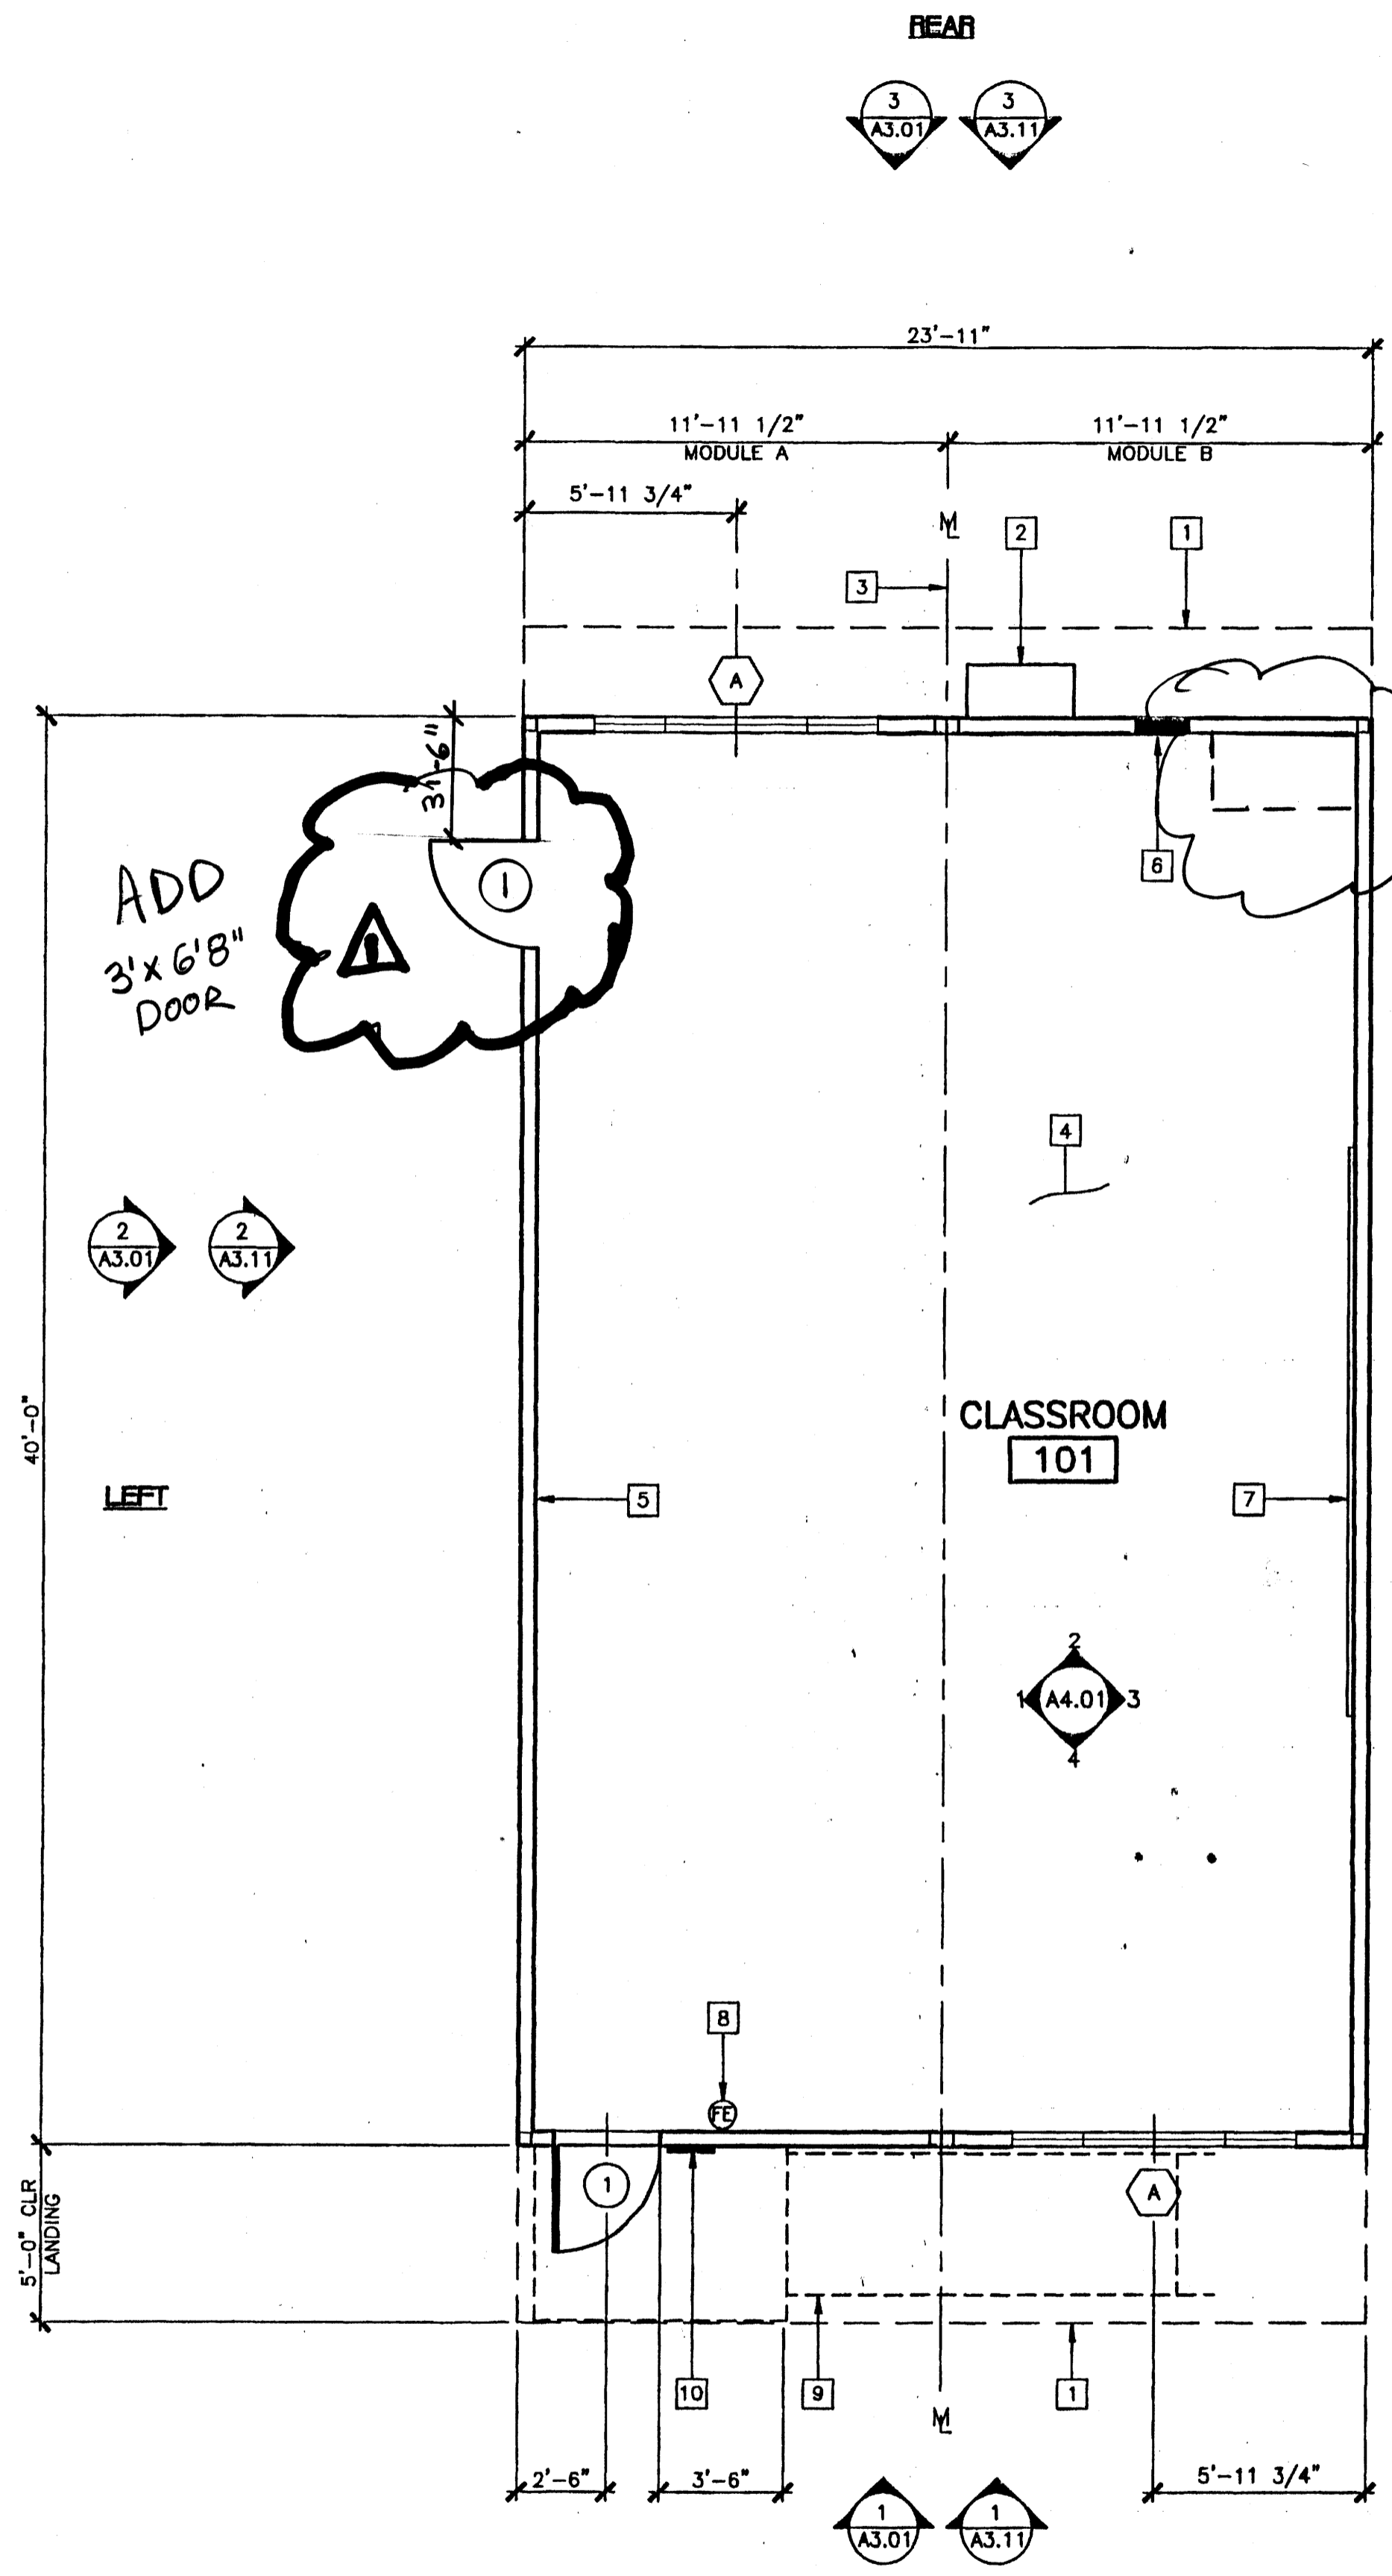 REAR
3
A3.01
3
A3.11
23'-11"
11'-11 1/2"
MODULE A
11'-11 1/2"
MODULE B
5'-11 3/4"
M
2
1
3
A
3'-6"
6
ADD
3'X 6'8"
DOOR
1
1
4
2
A3.01
2
A3.11
40'-0"
CLASSROOM
101
LEFT
5
7
2
1
A4.01
3
4
8
FE
1
A
5'-0" CLR
LANDING
10
9
1
M
2'-6"
3'-6"
5'-11 3/4"
1
A3.01
1
A3.11